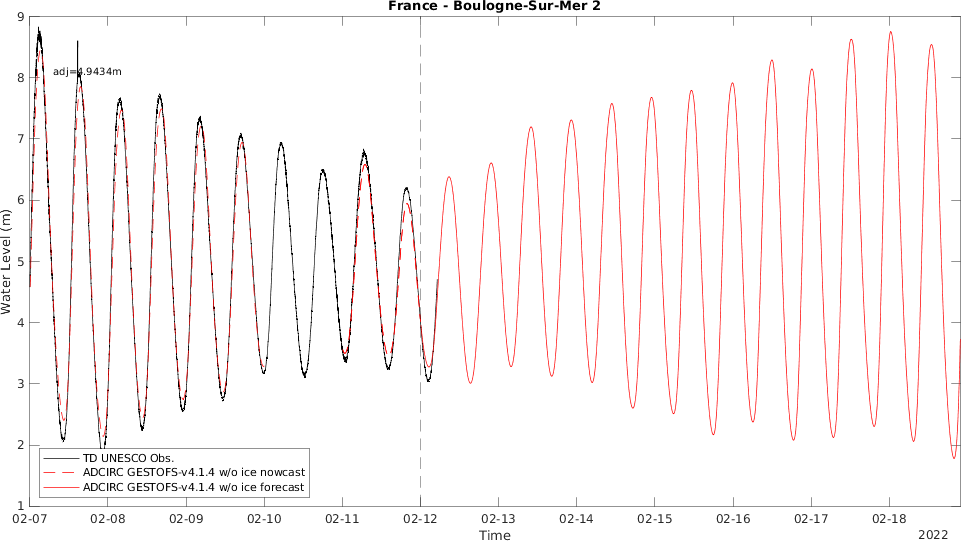 France - Boulogne-Sur-Mer 2
9
8
7
6
5
4
3
2
1
Water Level (m)
adj=4.9434m
TD UNESCO Obs.
ADCIRC GESTOFS-v4.1.4 w/o ice nowcast
ADCIRC GESTOFS-v4.1.4 w/o ice forecast
02-07 02-08 02-09 02-10 02-11 02-12 02-13 02-14 02-15 02-16 02-17 02-18
Time
2022